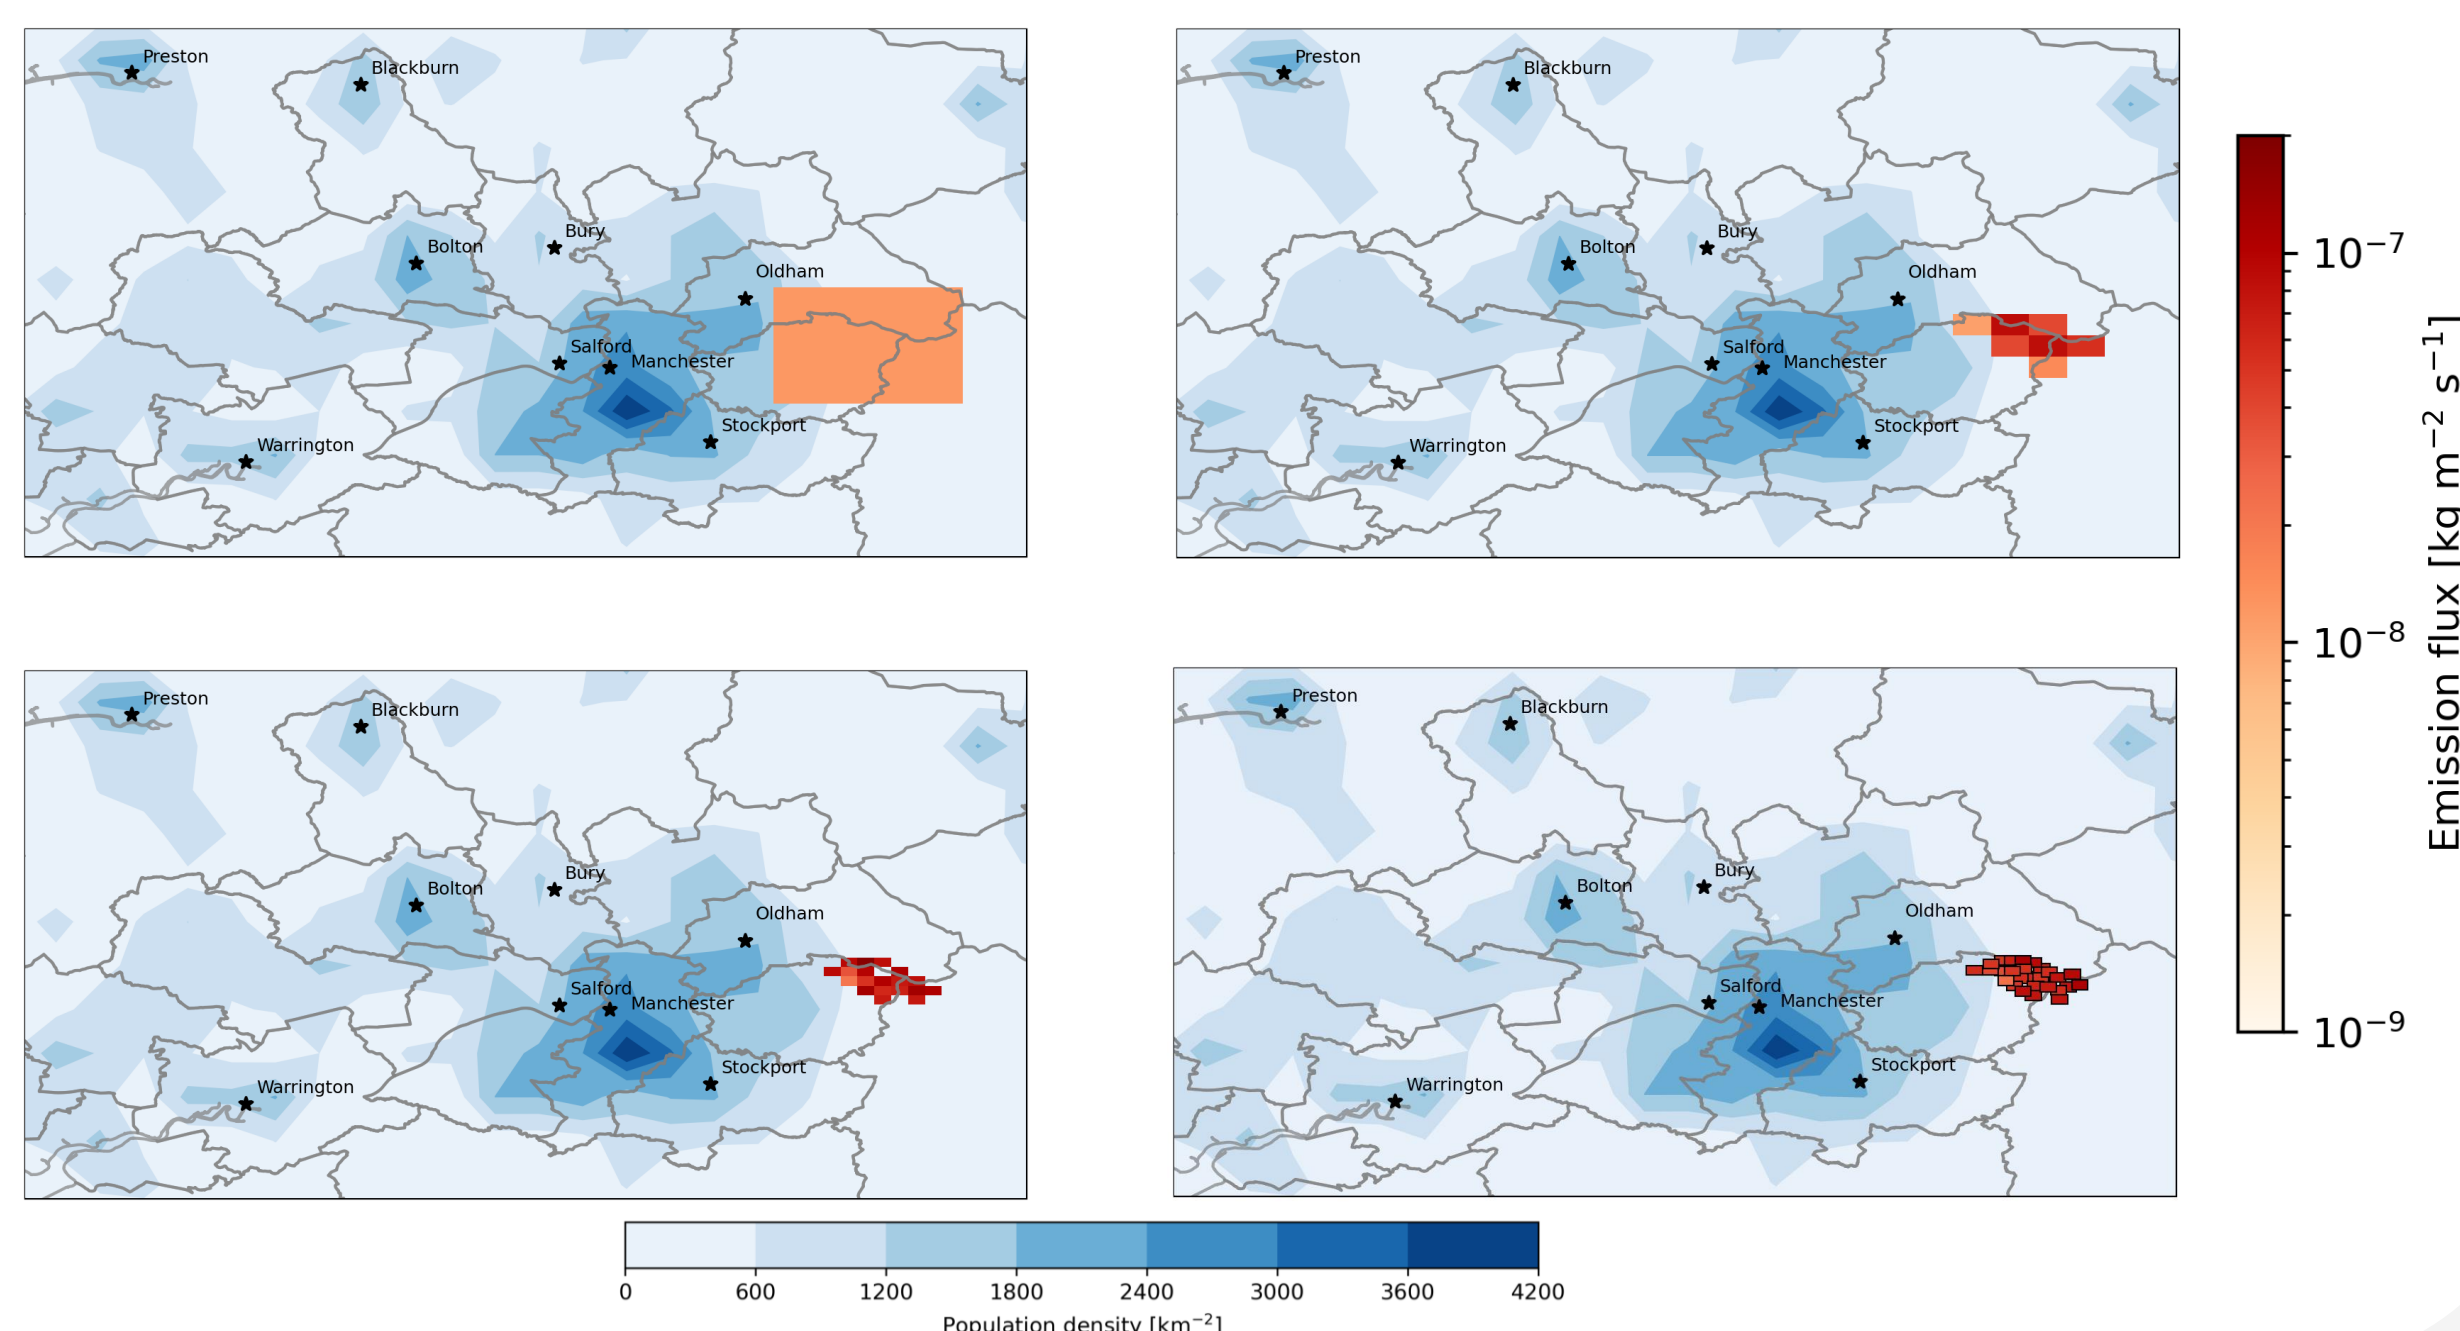 Preston
Blackburn
Bury
Bolton
Oldham
Salford
Manchester
Stockport
Warrington
Preston
Blackburn
Bury
Bolton
Oldham
Salford
Manchester
Stockport
Warrington
Preston
Blackburn
Bury
Bolton
Oldham
Salford
Manchester
Stockport
Warrington
Preston
Blackburn
Bury
Bolton
Oldham
Salford
Manchester
Stockport
Warrington
10⁻⁷
10⁻⁸
10⁻⁹
Emission flux [kg m⁻² s⁻¹]
0 600 1200 1800 2400 3000 3600 4200
Population density [km⁻²]